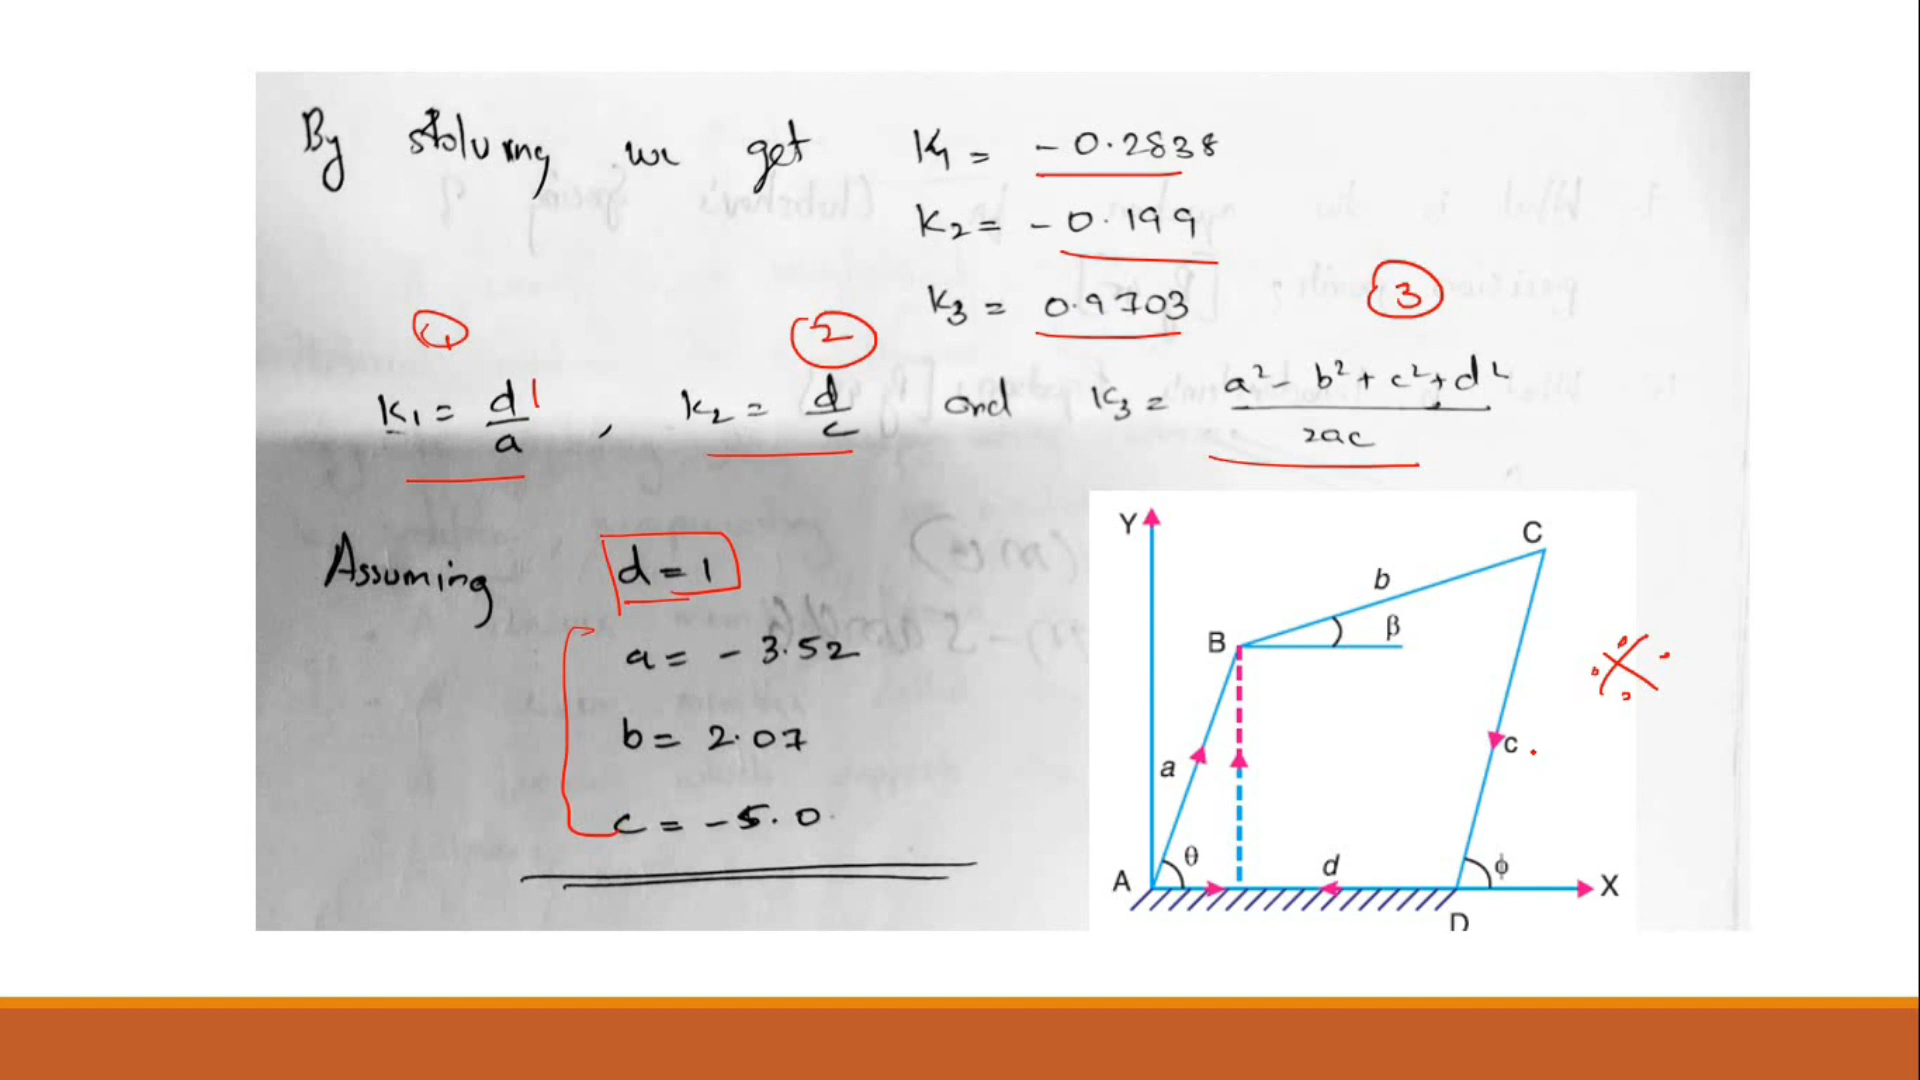 By solving we get K1 = - 0.2838
K2 = - 0.199
K3 = 0.9703
1 2 3
K1 = d/a , K2 = d/c and K3 = a² - b² + c² + d² / 2ac
1
Assuming d = 1
a = - 3.52
b = 2.07
c = - 5.0
Y
C
b
B β
a c
θ d ϕ
A X
D